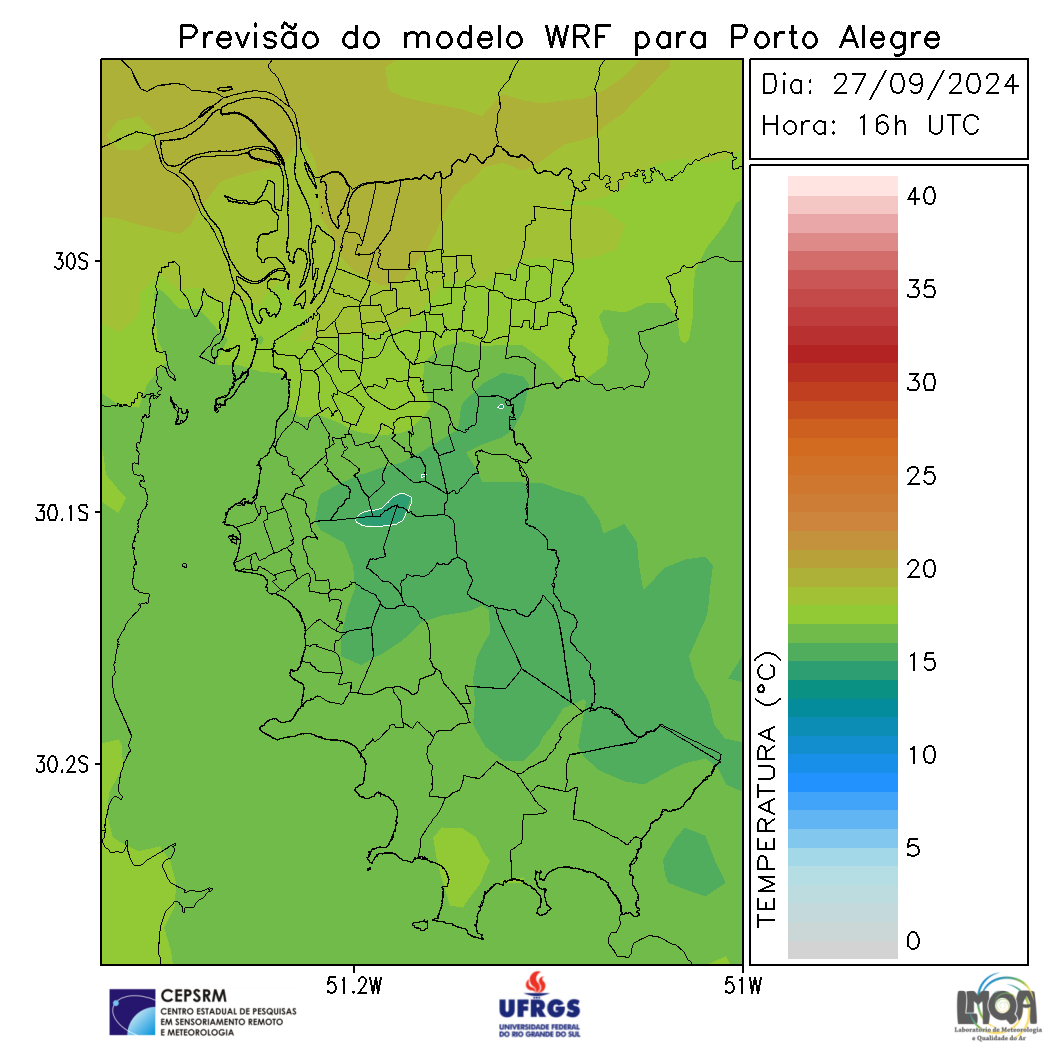 Previsão do modelo WRF para Porto Alegre
Dia: 27/09/2024
Hora: 16h UTC
30S
30.1S
30.2S
51.2W
51W
TEMPERATURA (°C)
40
35
30
25
20
15
10
5
0
CEPSRM
CENTRO ESTADUAL DE PESQUISAS
EM SENSORIAMENTO REMOTO
E METEOROLOGIA
UFRGS
UNIVERSIDADE FEDERAL
DO RIO GRANDE DO SUL
LMQA
Laboratório de Meteorologia
e Qualidade do Ar